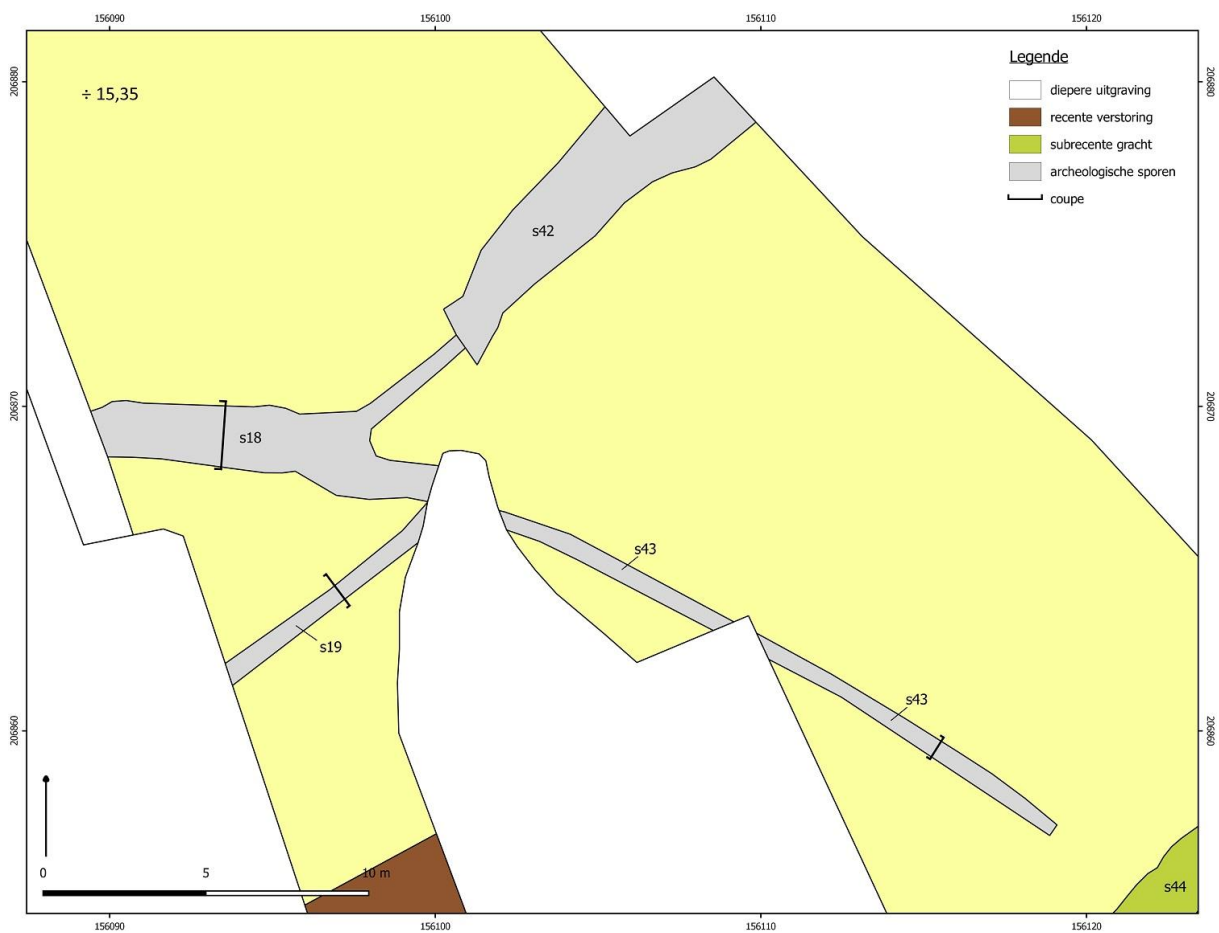 156090 156100 156110 156120
Legende
206880 206880
÷ 15,35
diepere uitgraving
recente verstoring
subrecente gracht
archeologische sporen
coupe
s42
206870 206870
s18
s43
s19
s43
206860 206860
0 5 10 m
s44
156090 156100 156110 156120